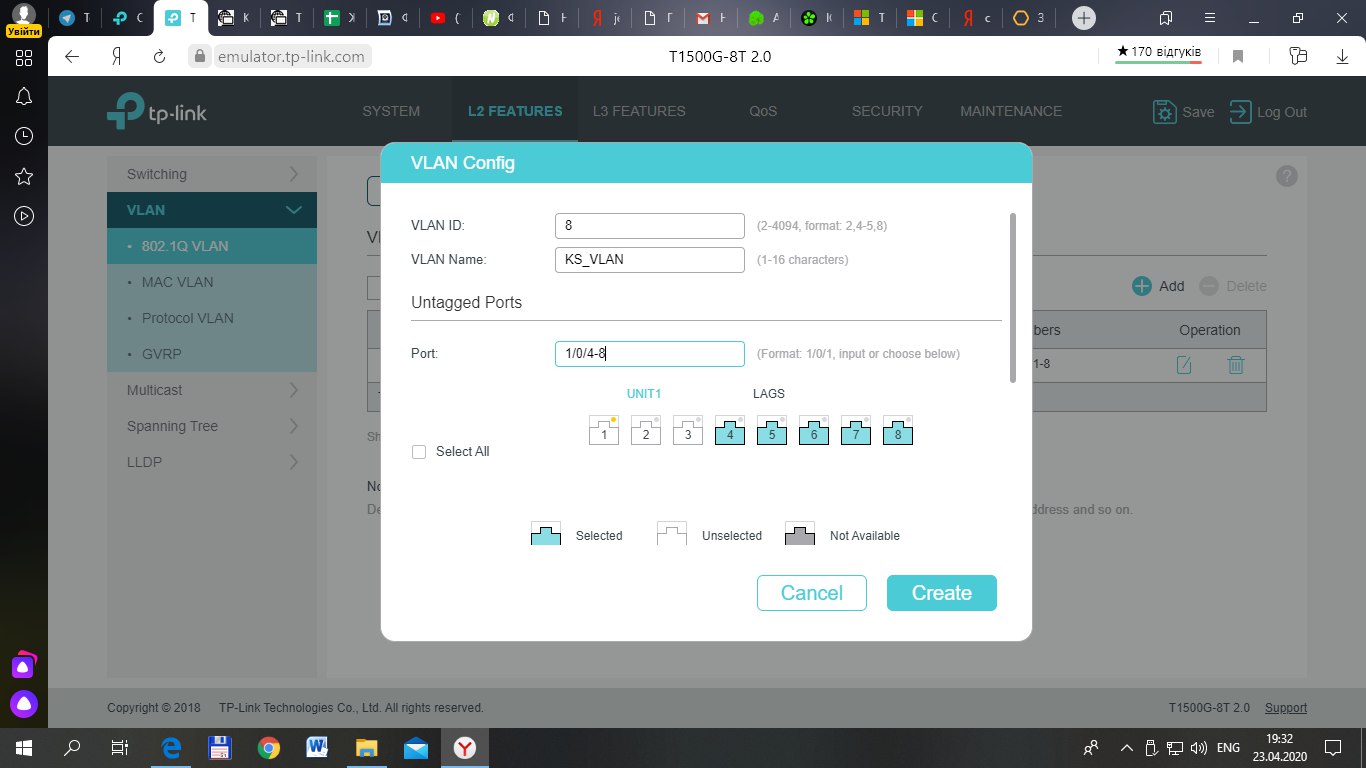 Увійти
emulator.tp-link.com
T1500G-8T 2.0
★170 відгуків
tp-link
SYSTEM
L2 FEATURES
L3 FEATURES
QoS
SECURITY
MAINTENANCE
Save
Log Out
Switching
VLAN
802.1Q VLAN
MAC VLAN
Protocol VLAN
GVRP
Multicast
Spanning Tree
LLDP
VLAN Config
VLAN ID:
8
(2-4094, format: 2,4-5,8)
VLAN Name:
KS_VLAN
(1-16 characters)
Untagged Ports
Port:
1/0/4-8
(Format: 1/0/1, input or choose below)
UNIT1
LAGS
1 2 3 4 5 6 7 8
Select All
Selected
Unselected
Not Available
Cancel
Create
Add
Delete
Operation
1-8
and so on.
Copyright © 2018
TP-Link Technologies Co., Ltd. All rights reserved.
T1500G-8T 2.0
Support
ENG
19:32
23.04.2020